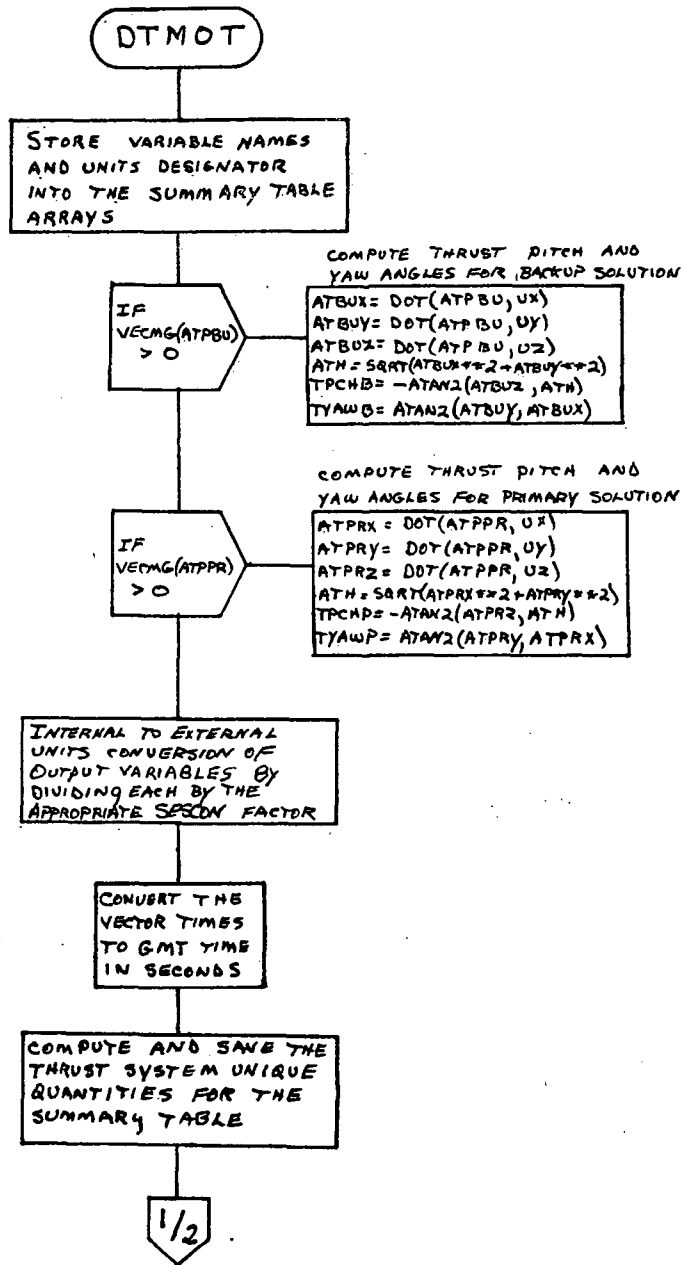 DTMOT
STORE VARIABLE NAMES
AND UNITS DESIGNATOR
INTO THE SUMMARY TABLE
ARRAYS
COMPUTE THRUST PITCH AND
YAW ANGLES FOR BACKUP SOLUTION
IF
VECMG(ATPBU)
> 0
ATBUX= DOT(ATPBU, UX)
ATBUY= DOT(ATPBU, UY)
ATBUZ= DOT(ATPBU, UZ)
ATH= SQRT(ATBUX**2+ATBUY**2)
TPCHB= -ATAN2(ATBUZ, ATH)
TYAWB= ATAN2(ATBUY, ATBUX)
COMPUTE THRUST PITCH AND
YAW ANGLES FOR PRIMARY SOLUTION
IF
VECMG(ATPPR)
> 0
ATPRX = DOT(ATPPR, UX)
ATPRY= DOT(ATPPR, UY)
ATPRZ= DOT(ATPPR, UZ)
ATH= SQRT(ATPRX**2+ATPRY**2)
TPCHP= -ATAN2(ATPRZ, ATH)
TYAWP= ATAN2(ATPRY, ATPRX)
INTERNAL TO EXTERNAL
UNITS CONVERSION OF
OUTPUT VARIABLES BY
DIVIDING EACH BY THE
APPROPRIATE SESCON FACTOR
CONVERT THE
VECTOR TIMES
TO GMT TIME
IN SECONDS
COMPUTE AND SAVE THE
THRUST SYSTEM UNIQUE
QUANTITIES FOR THE
SUMMARY TABLE
1/2